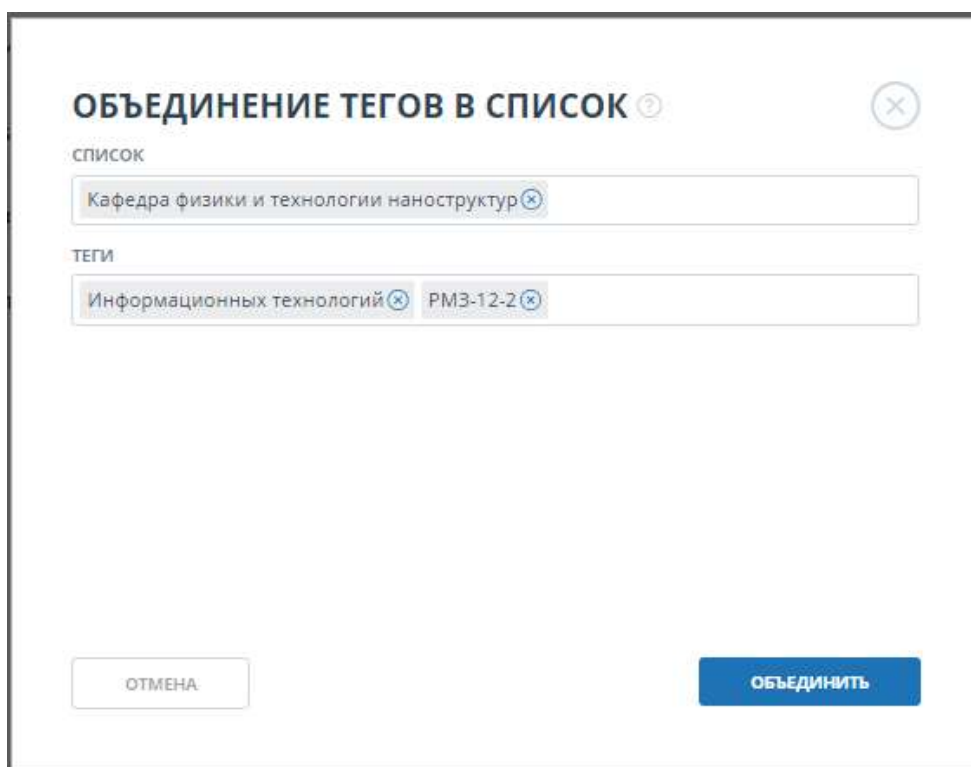 ОБЪЕДИНЕНИЕ ТЕГОВ В СПИСОК ?
СПИСОК
Кафедра физики и технологии наноструктур
ТЕГИ
Информационных технологий РМЗ-12-2
ОТМЕНА ОБЪЕДИНИТЬ